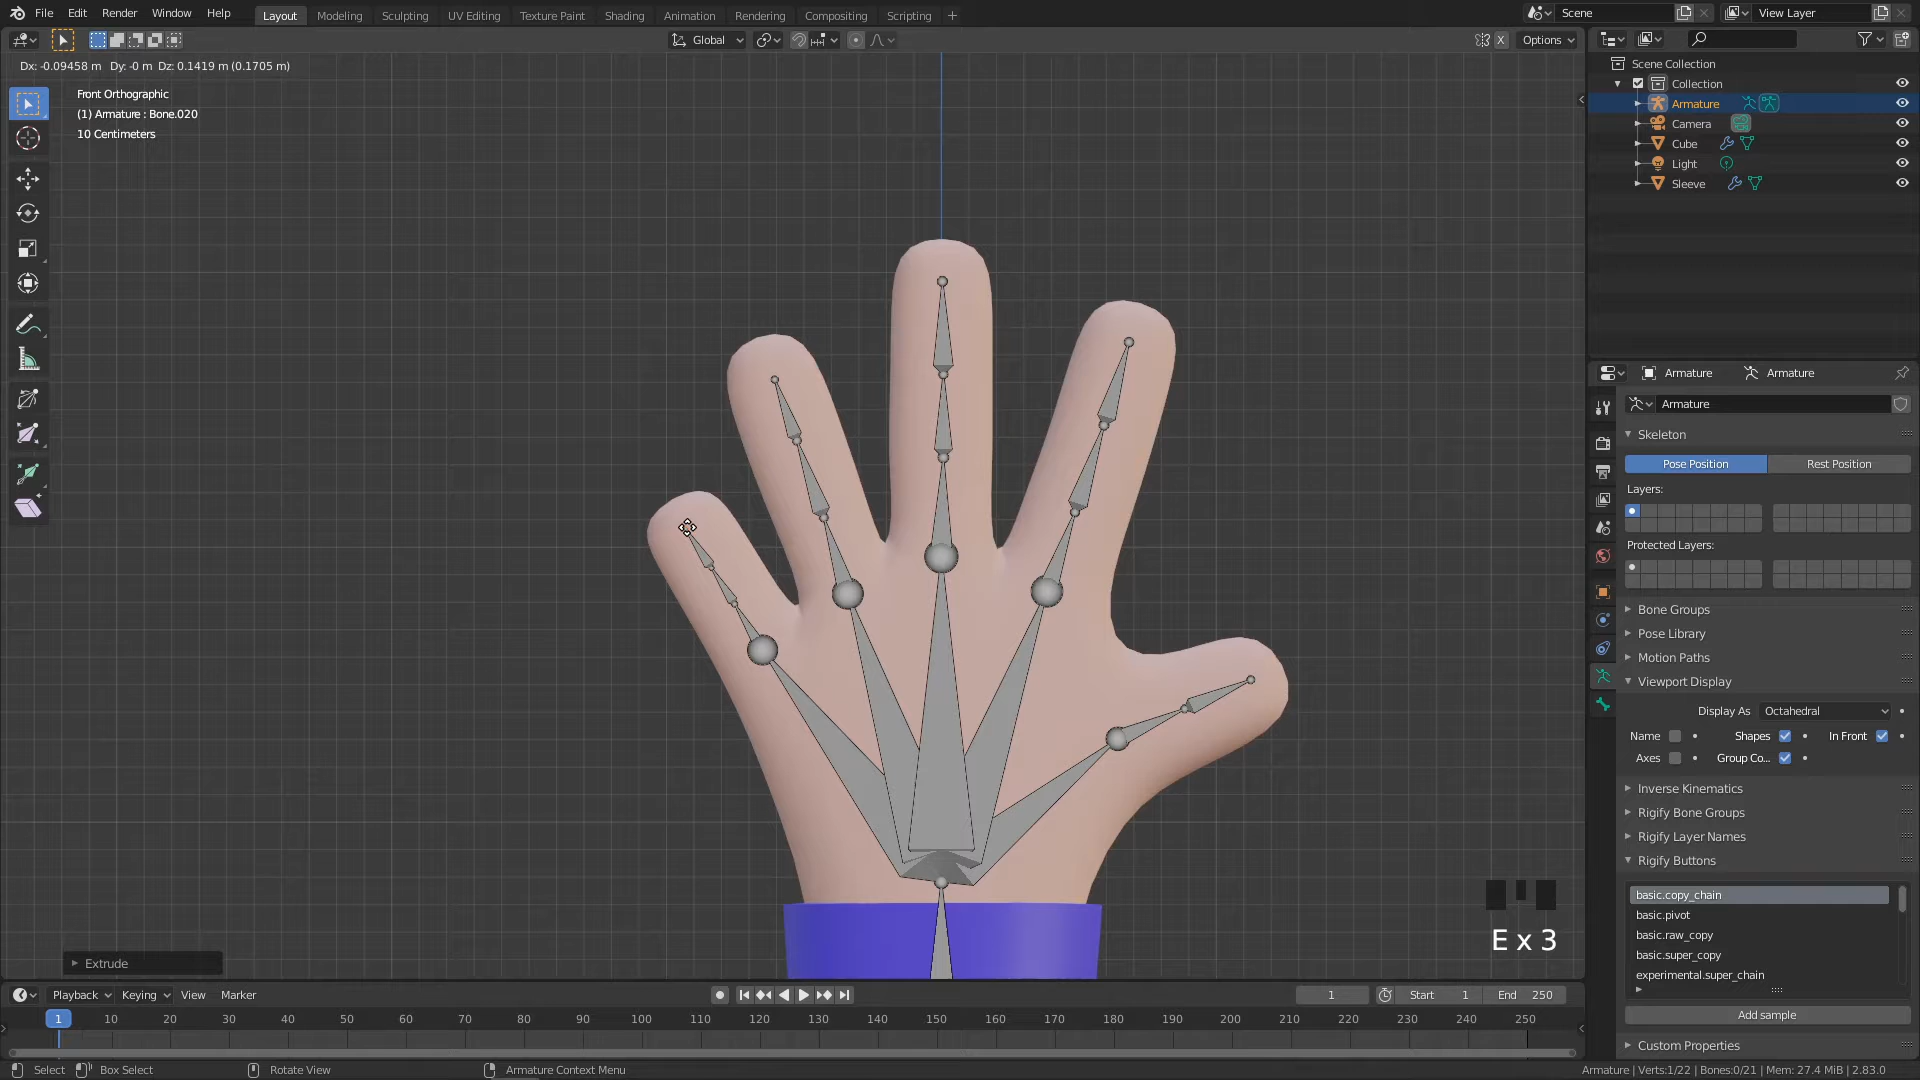 File Edit Render Window Help Layout Modeling Sculpting UV Editing Texture Paint Shading Animation Rendering Compositing Scripting + Scene View Layer
Global X Options
Dx: -0.09458 m Dy: -0 m Dz: 0.1419 m (0.1705 m)
Front Orthographic
(1) Armature : Bone.020
10 Centimeters
Scene Collection
Collection
Armature
Camera
Cube
Light
Sleeve
Armature Armature
Armature
Skeleton
Pose Position Rest Position
Layers:
Protected Layers:
Bone Groups
Pose Library
Motion Paths
Viewport Display
Display As Octahedral
Name Shapes In Front
Axes Group Co...
Inverse Kinematics
Rigify Bone Groups
Rigify Layer Names
Rigify Buttons
basic.copy_chain
basic.pivot
basic.raw_copy
basic.super_copy
experimental.super_chain
Add sample
Custom Properties
E x 3
Extrude
Playback Keying View Marker 1 Start 1 End 250
1 10 20 30 40 50 60 70 80 90 100 110 120 130 140 150 160 170 180 190 200 210 220 230 240 250
Select Box Select Rotate View Armature Context Menu Armature | Verts:1/22 | Bones:0/21 | Mem: 27.4 MiB | 2.83.0